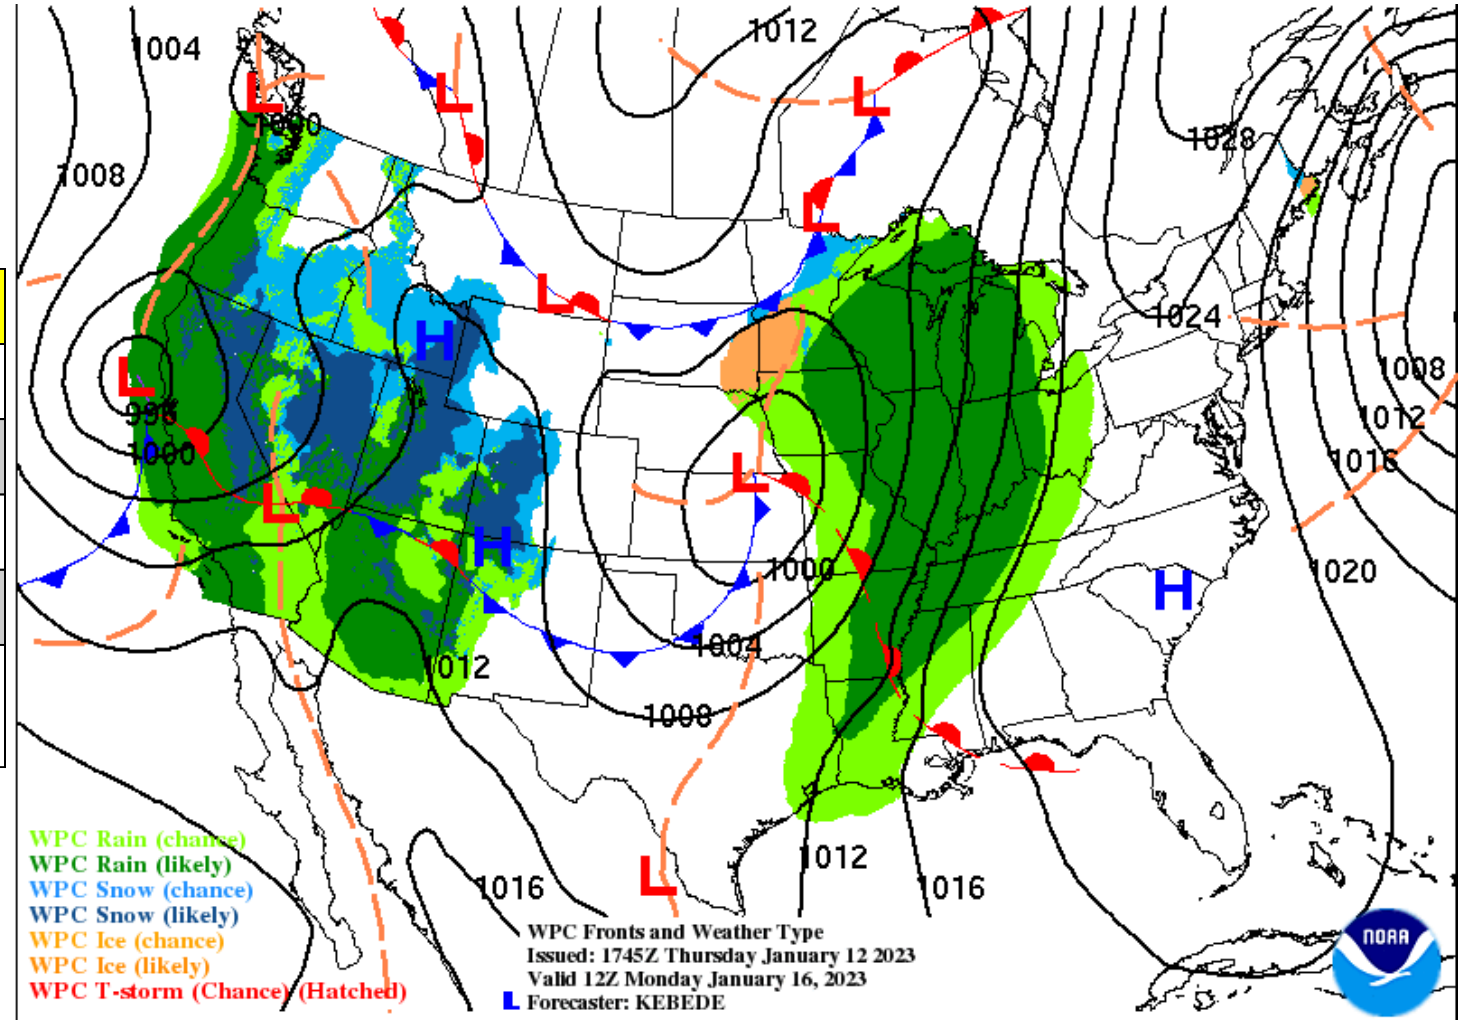 1004
1012
L
L
L
1000
1028
1008
L
L
1024
H
1008
L
996
1000
1012
1016
L
L
H
1000
1020
H
1004
1012
1008
1012
L
1016
1016
WPC Rain (chance)
WPC Rain (likely)
WPC Snow (chance)
WPC Snow (likely)
WPC Ice (chance)
WPC Ice (likely)
WPC T-storm (Chance) (Hatched)
WPC Fronts and Weather Type
Issued: 1745Z Thursday January 12 2023
Valid 12Z Monday January 16, 2023
L Forecaster: KEBEDE
NOAA